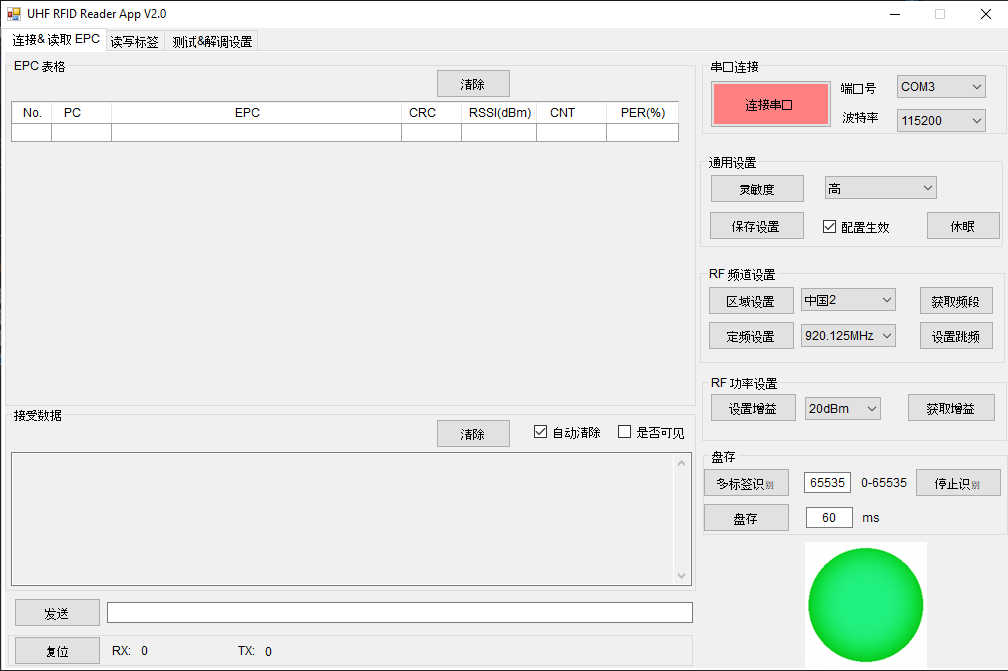 UHF RFID Reader App V2.0
连接& 读取 EPC 读写标签 测试&解调设置
EPC 表格
清除
No. PC EPC CRC RSSI(dBm) CNT PER(%)
接受数据
清除 自动清除 是否可见
发送
复位 RX: 0 TX: 0
串口连接
连接串口 端口号 COM3
波特率 115200
通用设置
灵敏度 高
保存设置 配置生效 休眠
RF 频道设置
区域设置 中国2 获取频段
定频设置 920.125MHz 设置跳频
RF 功率设置
设置增益 20dBm 获取增益
盘存
多标签识别 65535 0-65535 停止识别
盘存 60 ms